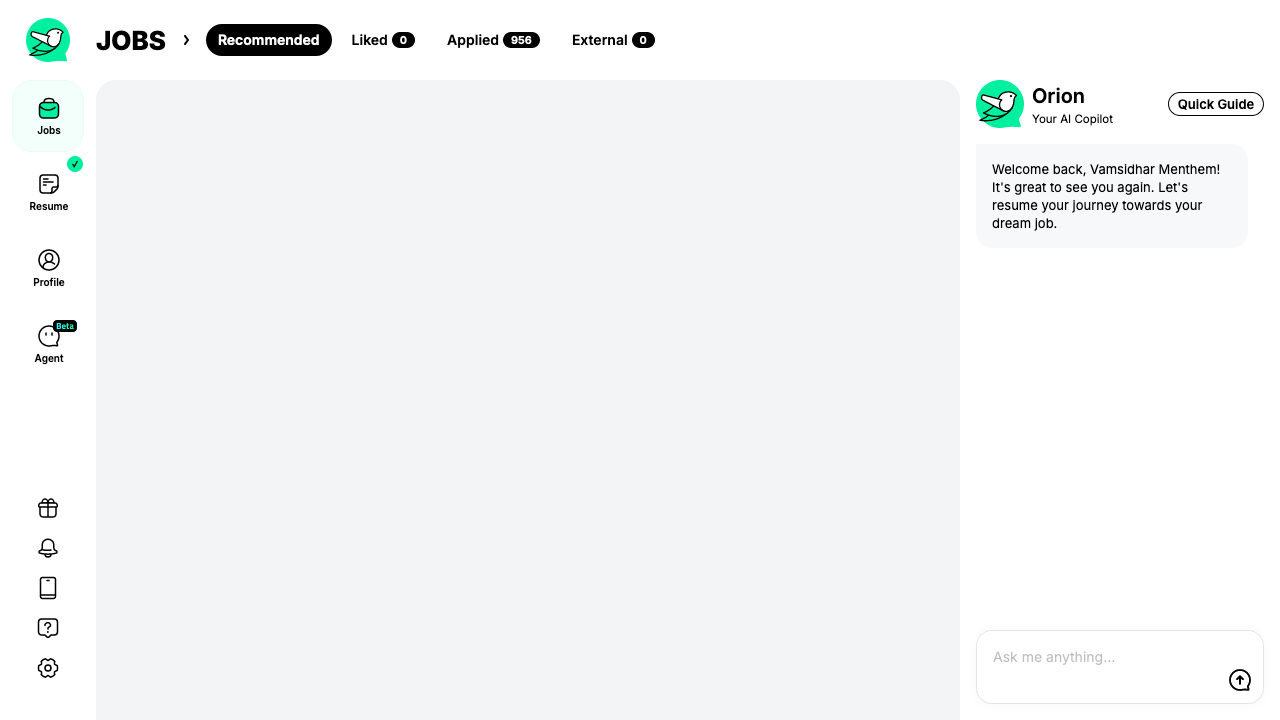 JOBS
Recommended
Liked 0
Applied 956
External 0
Jobs
Resume
Profile
Beta
Agent
Orion
Your AI Copilot
Quick Guide
Welcome back, Vamsidhar Menthem!
It's great to see you again. Let's
resume your journey towards your
dream job.
Ask me anything...